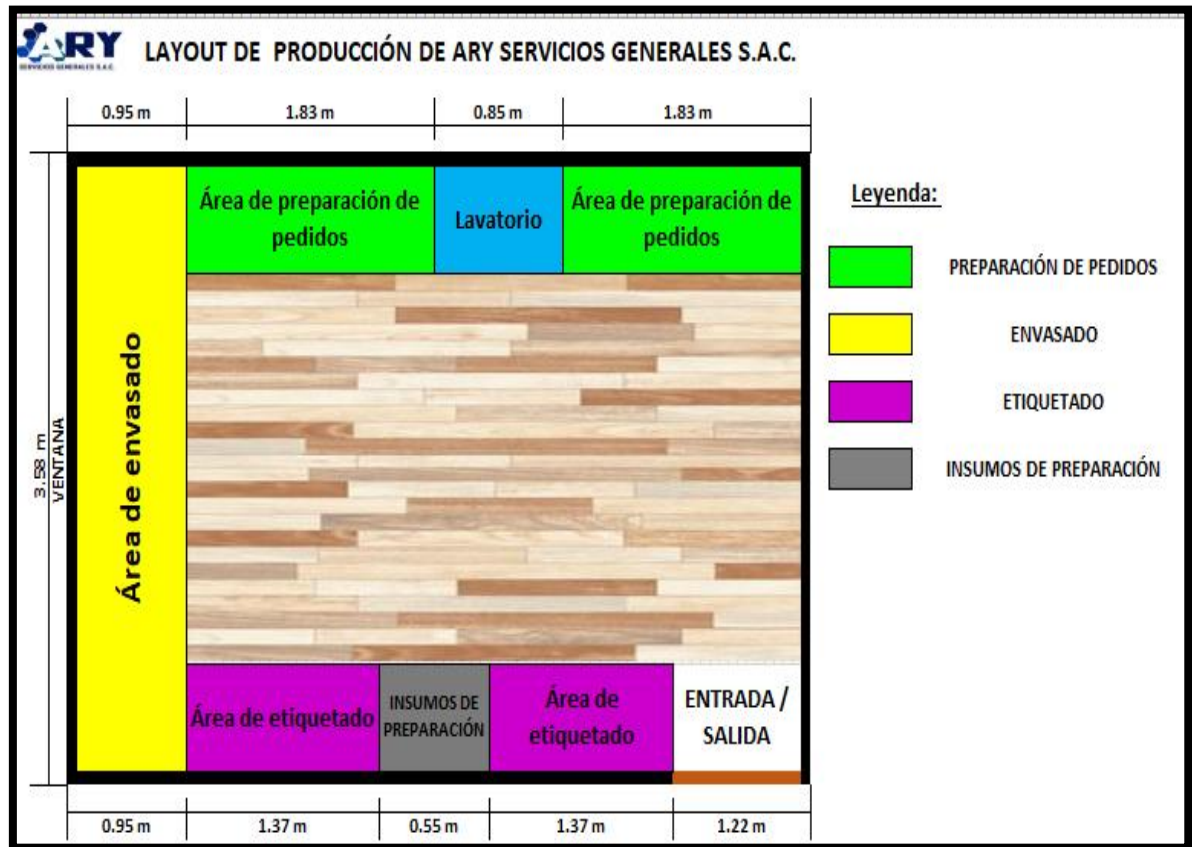 ARY
SERVICIOS GENERALES S.A.C.
LAYOUT DE PRODUCCIÓN DE ARY SERVICIOS GENERALES S.A.C.
0.95 m
1.83 m
0.85 m
1.83 m
Área de preparación de
pedidos
Lavatorio
Área de preparación de
pedidos
Leyenda:
PREPARACIÓN DE PEDIDOS
ENVASADO
ETIQUETADO
INSUMOS DE PREPARACIÓN
3.58 m
VENTANA
Área de envasado
Área de etiquetado
INSUMOS DE
PREPARACIÓN
Área de
etiquetado
ENTRADA /
SALIDA
0.95 m
1.37 m
0.55 m
1.37 m
1.22 m